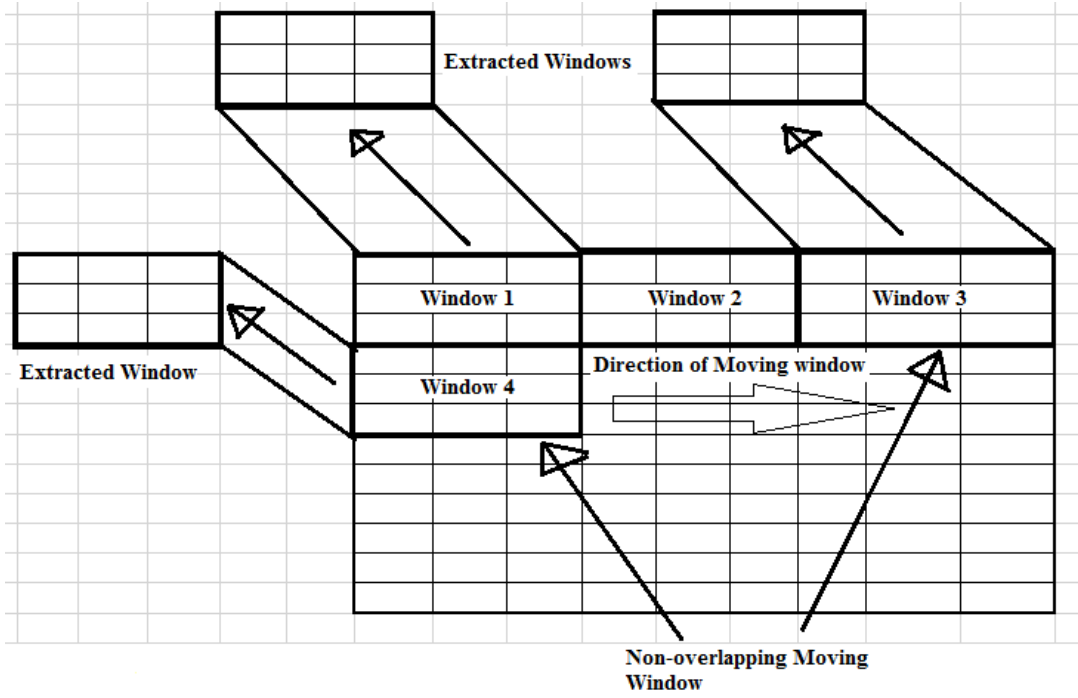 Extracted Windows
Window 1
Window 2
Window 3
Extracted Window
Window 4
Direction of Moving window
Non-overlapping Moving
Window